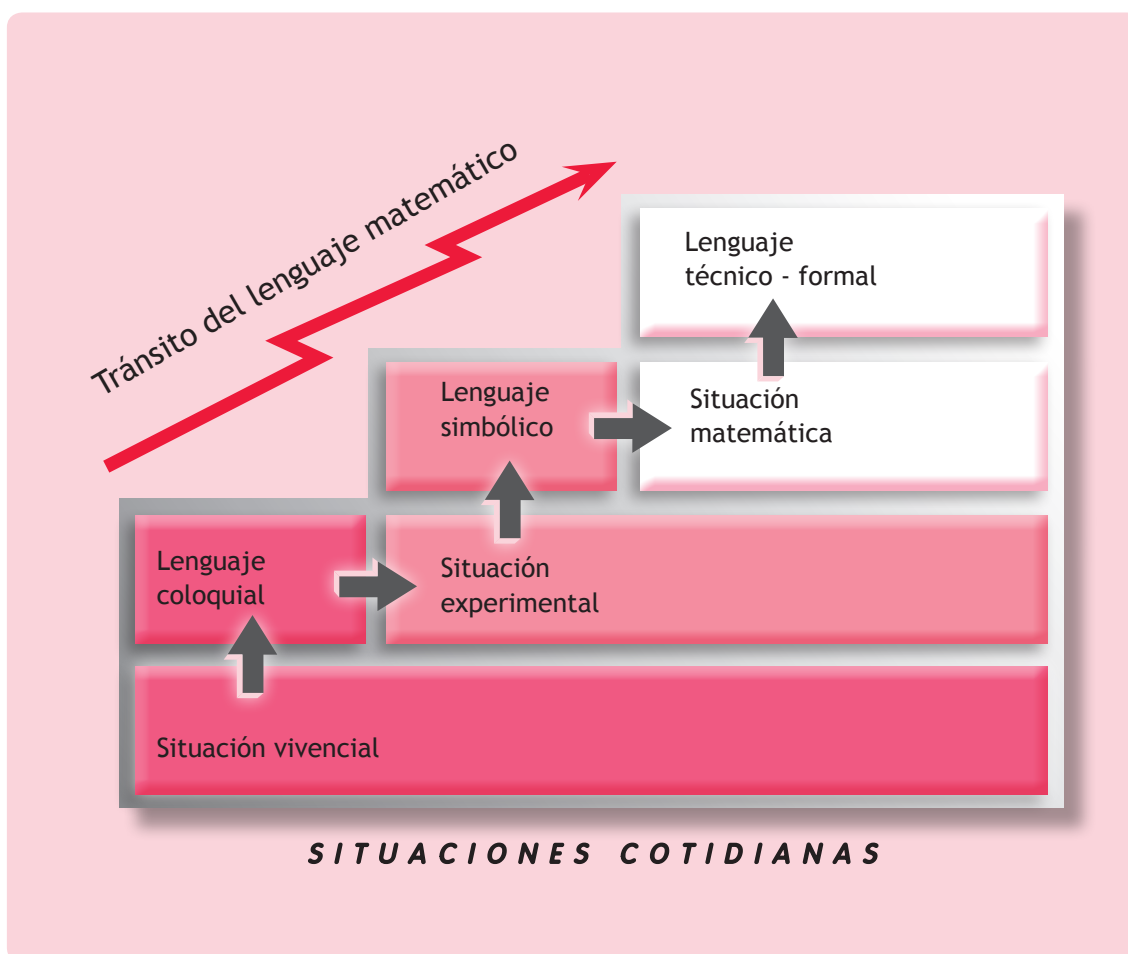 Tránsito del lenguaje matemático
Lenguaje
técnico - formal
Lenguaje
simbólico
Situación
matemática
Lenguaje
coloquial
Situación
experimental
Situación vivencial
SITUACIONES COTIDIANAS